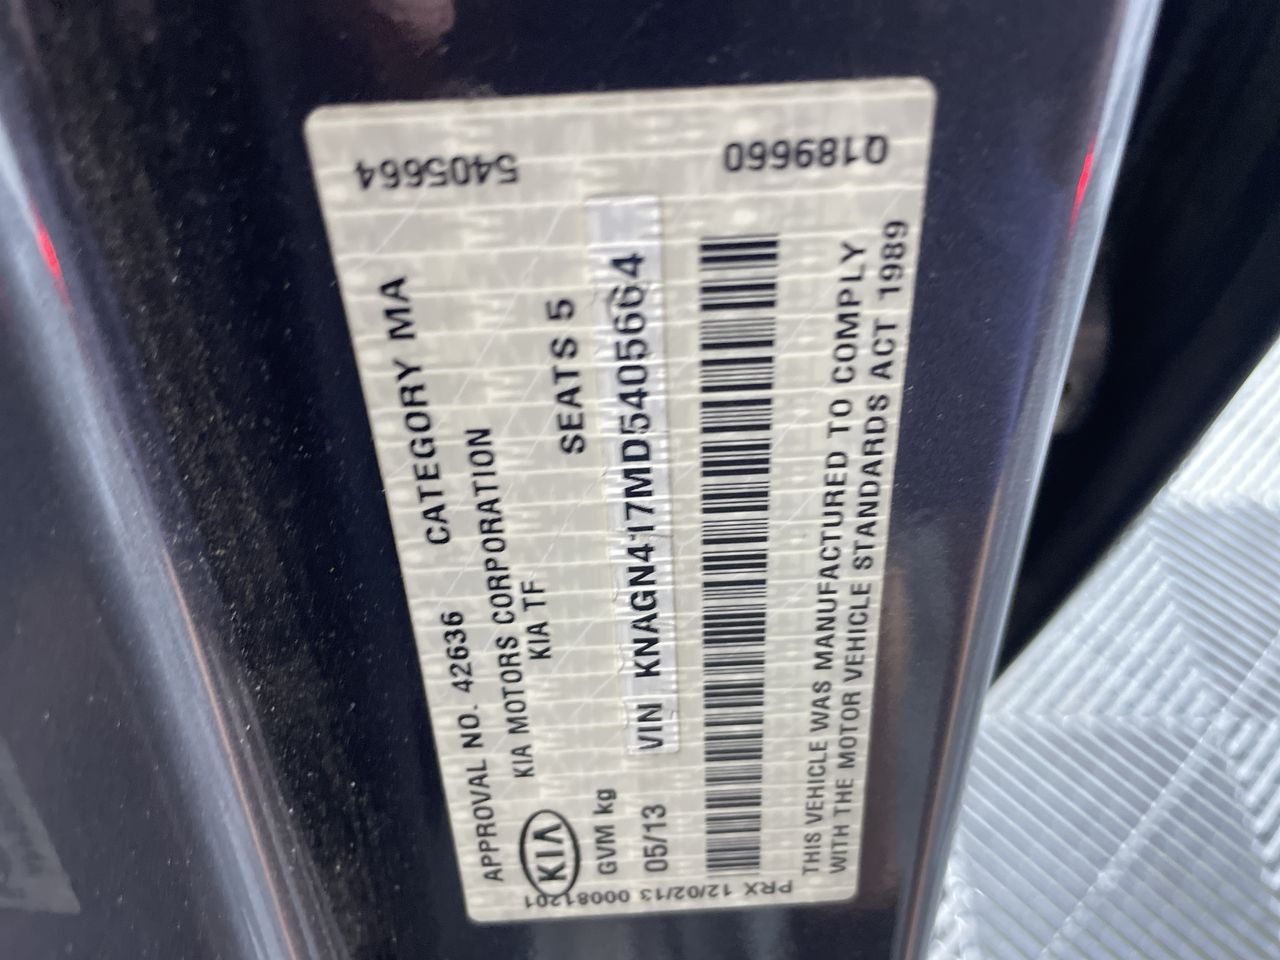 5405664
Q189660
APPROVAL NO. 42636 CATEGORY MA
KIA MOTORS CORPORATION
KIA TF
SEATS 5
KIA
GVM kg
VIN KNAGN417MD5405664
05/13
THIS VEHICLE WAS MANUFACTURED TO COMPLY
WITH THE MOTOR VEHICLE STANDARDS ACT 1989
PRX 12/02/13 00081201